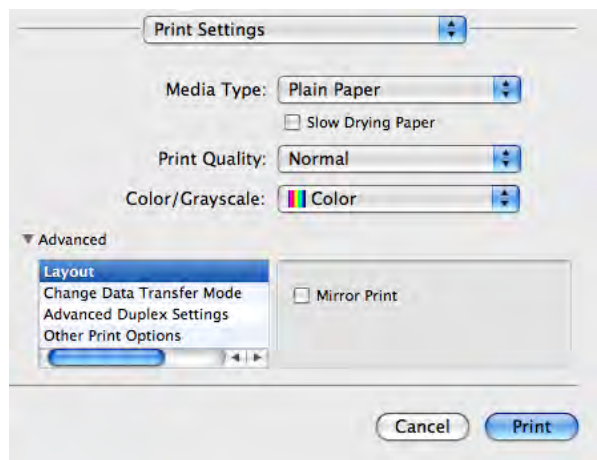 Print Settings
Media Type: Plain Paper
Slow Drying Paper
Print Quality: Normal
Color/Grayscale: Color
Advanced
Layout
Change Data Transfer Mode
Advanced Duplex Settings
Other Print Options
Mirror Print
Cancel Print